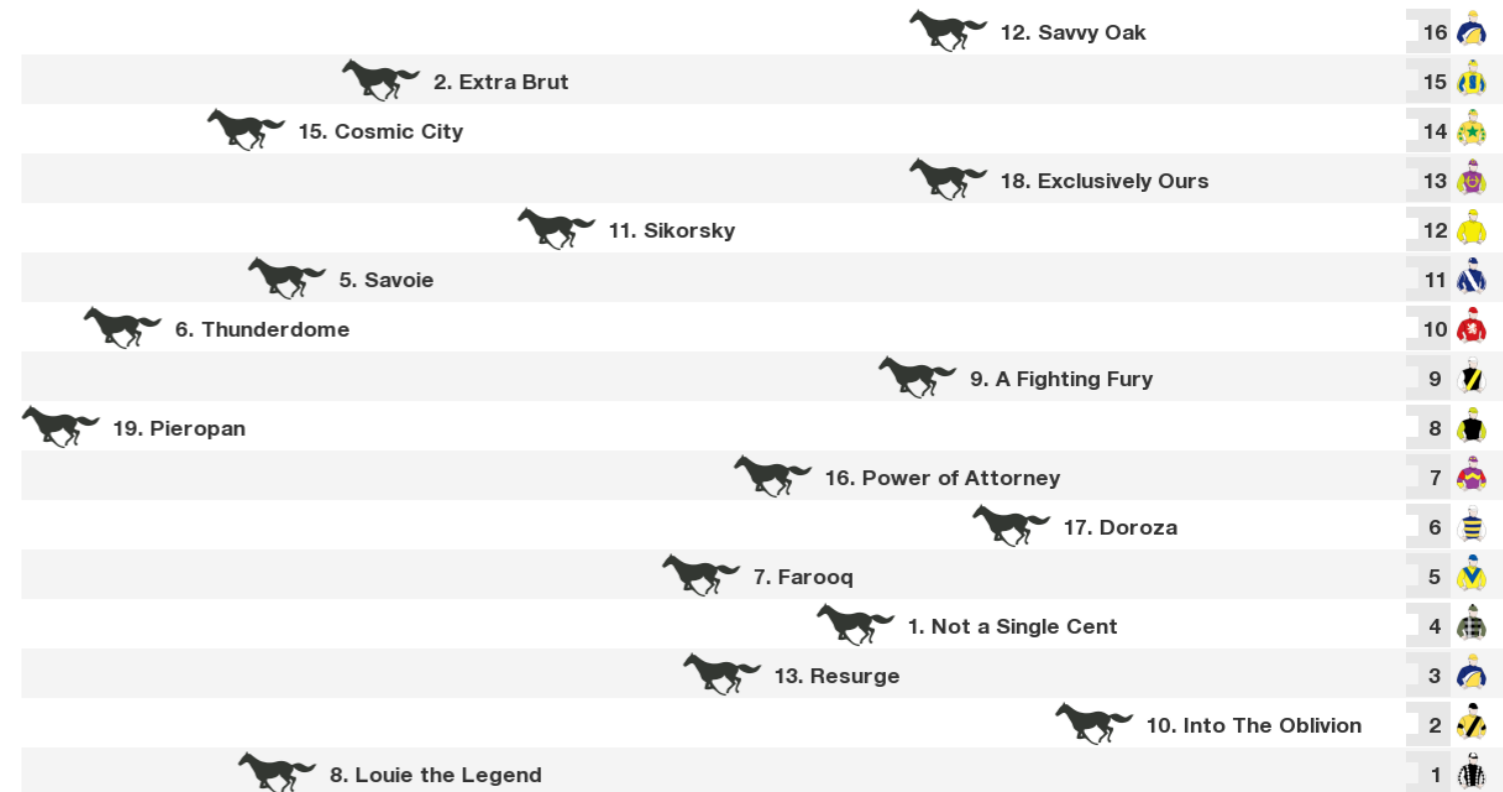 12. Savvy Oak 16
2. Extra Brut 15
15. Cosmic City 14
18. Exclusively Ours 13
11. Sikorsky 12
5. Savoie 11
6. Thunderdome 10
9. A Fighting Fury 9
19. Pieropan 8
16. Power of Attorney 7
17. Doroza 6
7. Farooq 5
1. Not a Single Cent 4
13. Resurge 3
10. Into The Oblivion 2
8. Louie the Legend 1